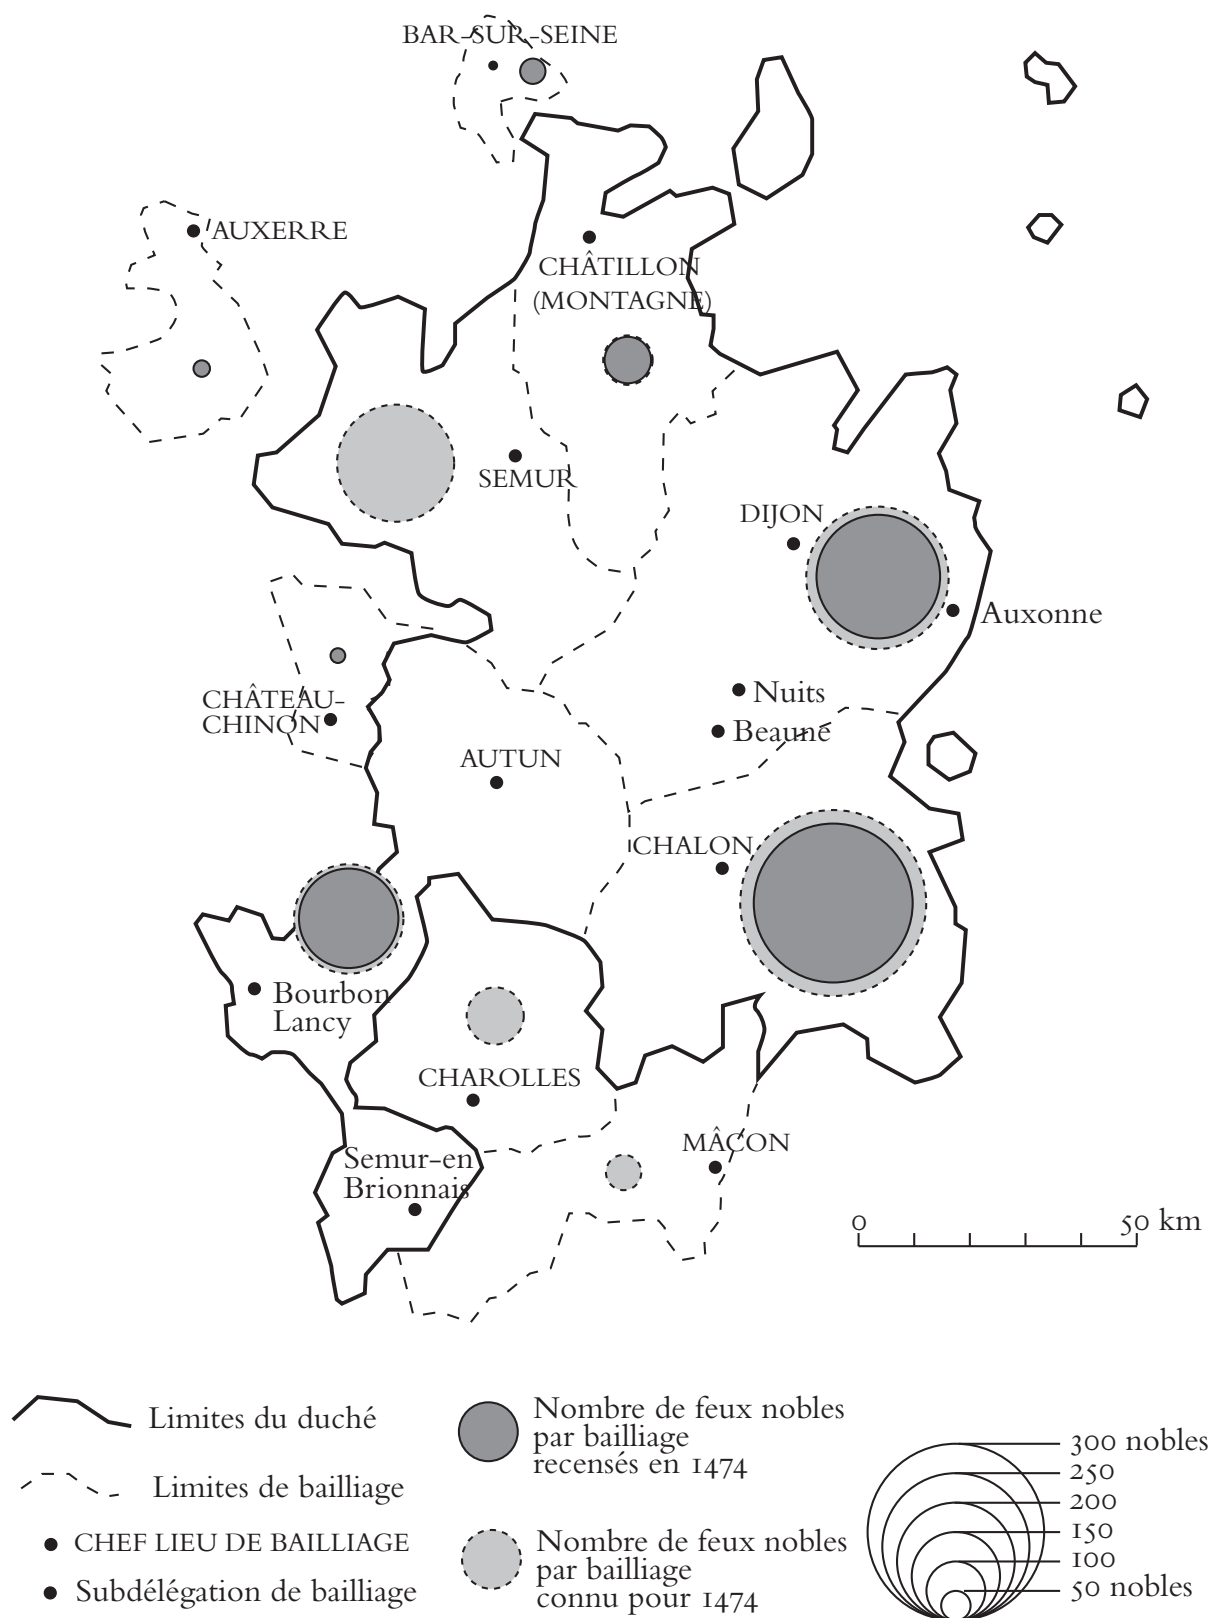 BAR-SUR-SEINE
AUXERRE
CHÂTILLON
(MONTAGNE)
SEMUR
DIJON
Auxonne
CHÂTEAU-
CHINON
Nuits
Beaune
AUTUN
CHALON
Bourbon
Lancy
CHAROLLES
MÂCON
Semur-en
Brionnais
0 50 km
Limites du duché
Limites de bailliage
CHEF LIEU DE BAILLIAGE
Subdélégation de bailliage
Nombre de feux nobles
par bailliage
recensés en 1474
Nombre de feux nobles
par bailliage
connu pour 1474
300 nobles
250
200
150
100
50 nobles